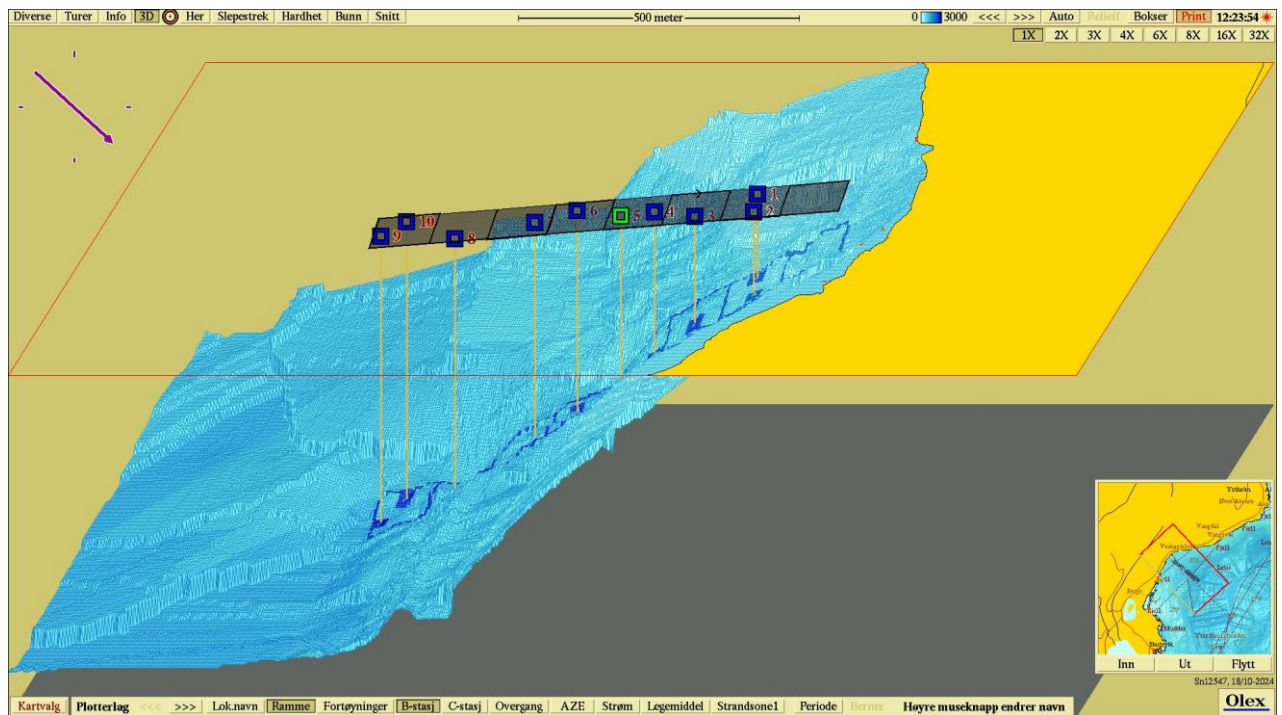 Diverse Turer Info 3D Her Slepestrek Hardhet Bunn Snitt 500 meter 0 3000 <<< >>> Auto Relieff Bokser Print 12:23:54
1X 2X 3X 4X 6X 8X 16X 32X
1
10 6 5 4 3 2
9 8
Inn Ut Flytt
Sn12547, 18/10-2024
Kartvalg Plotterlag <<< >>> Lok.navn Ramme Fortøyninger B-stasj C-stasj Overgang AZE Strøm Legemiddel Strandsone1 Periode Berner Høyre museknapp endrer navn Olex